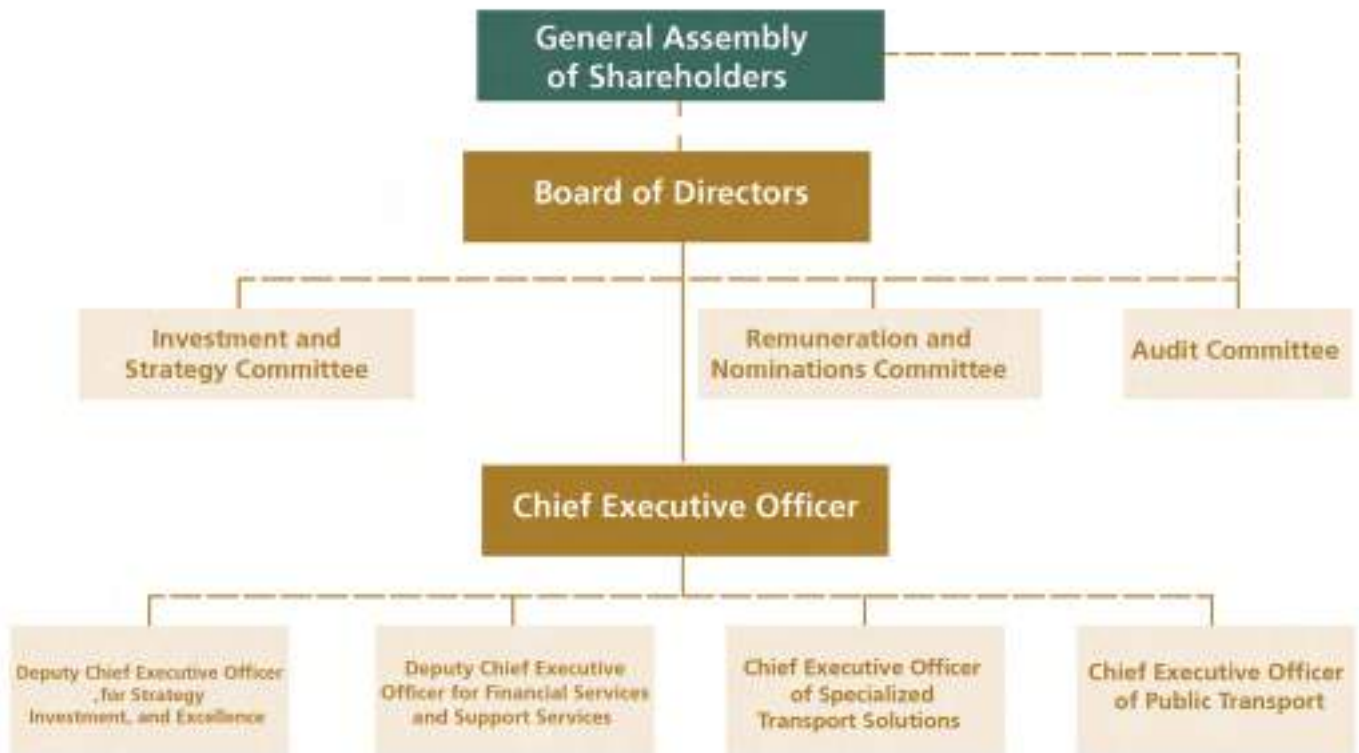 General Assembly
of Shareholders
Board of Directors
Investment and
Strategy Committee
Remuneration and
Nominations Committee
Audit Committee
Chief Executive Officer
Deputy Chief Executive Officer
,for Strategy
Investment, and Excellence
Deputy Chief Executive
Officer for Financial Services
and Support Services
Chief Executive Officer
of Specialized
Transport Solutions
Chief Executive Officer
of Public Transport